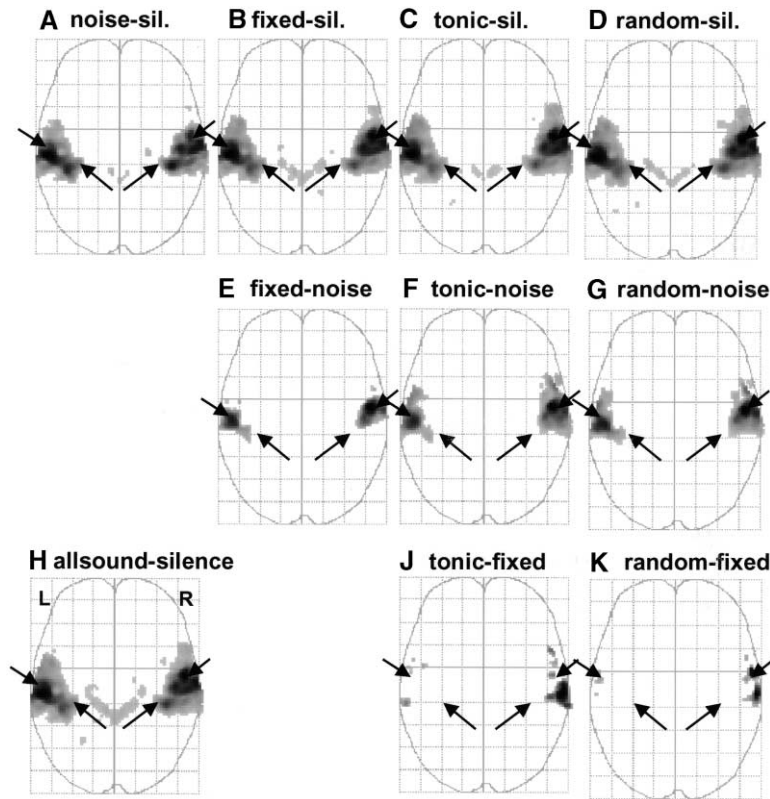 A noise-sil. B fixed-sil. C tonic-sil. D random-sil.
E fixed-noise F tonic-noise G random-noise
H allsound-silence J tonic-fixed K random-fixed
L R